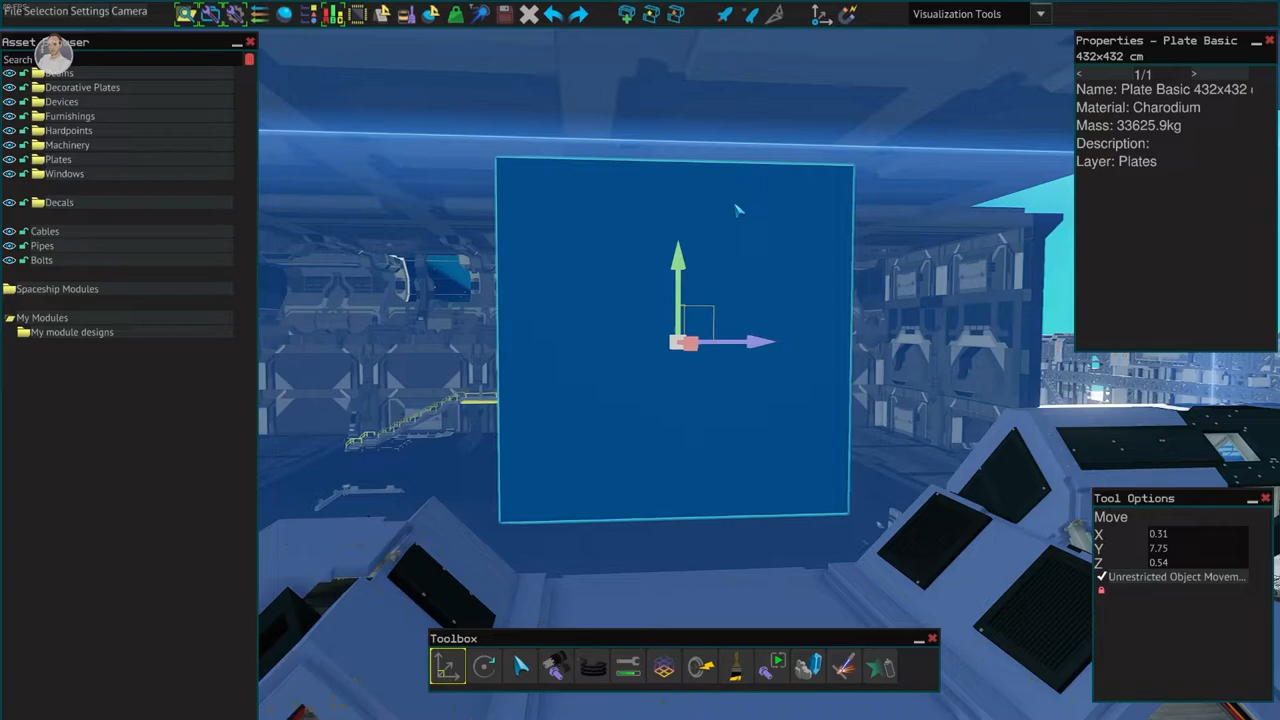 File Selection Settings Camera
Visualization Tools
Search
Beams
Decorative Plates
Devices
Furnishings
Hardpoints
Machinery
Plates
Windows
Decals
Cables
Pipes
Bolts
Spaceship Modules
My Modules
My module designs
Properties - Plate Basic
432x432 cm
< 1/1 >
Name: Plate Basic 432x432
Material: Charodium
Mass: 33625.9kg
Description:
Layer: Plates
Tool Options
Move
X 0.31
Y 7.75
Z 0.54
Unrestricted Object Movem...
Toolbox